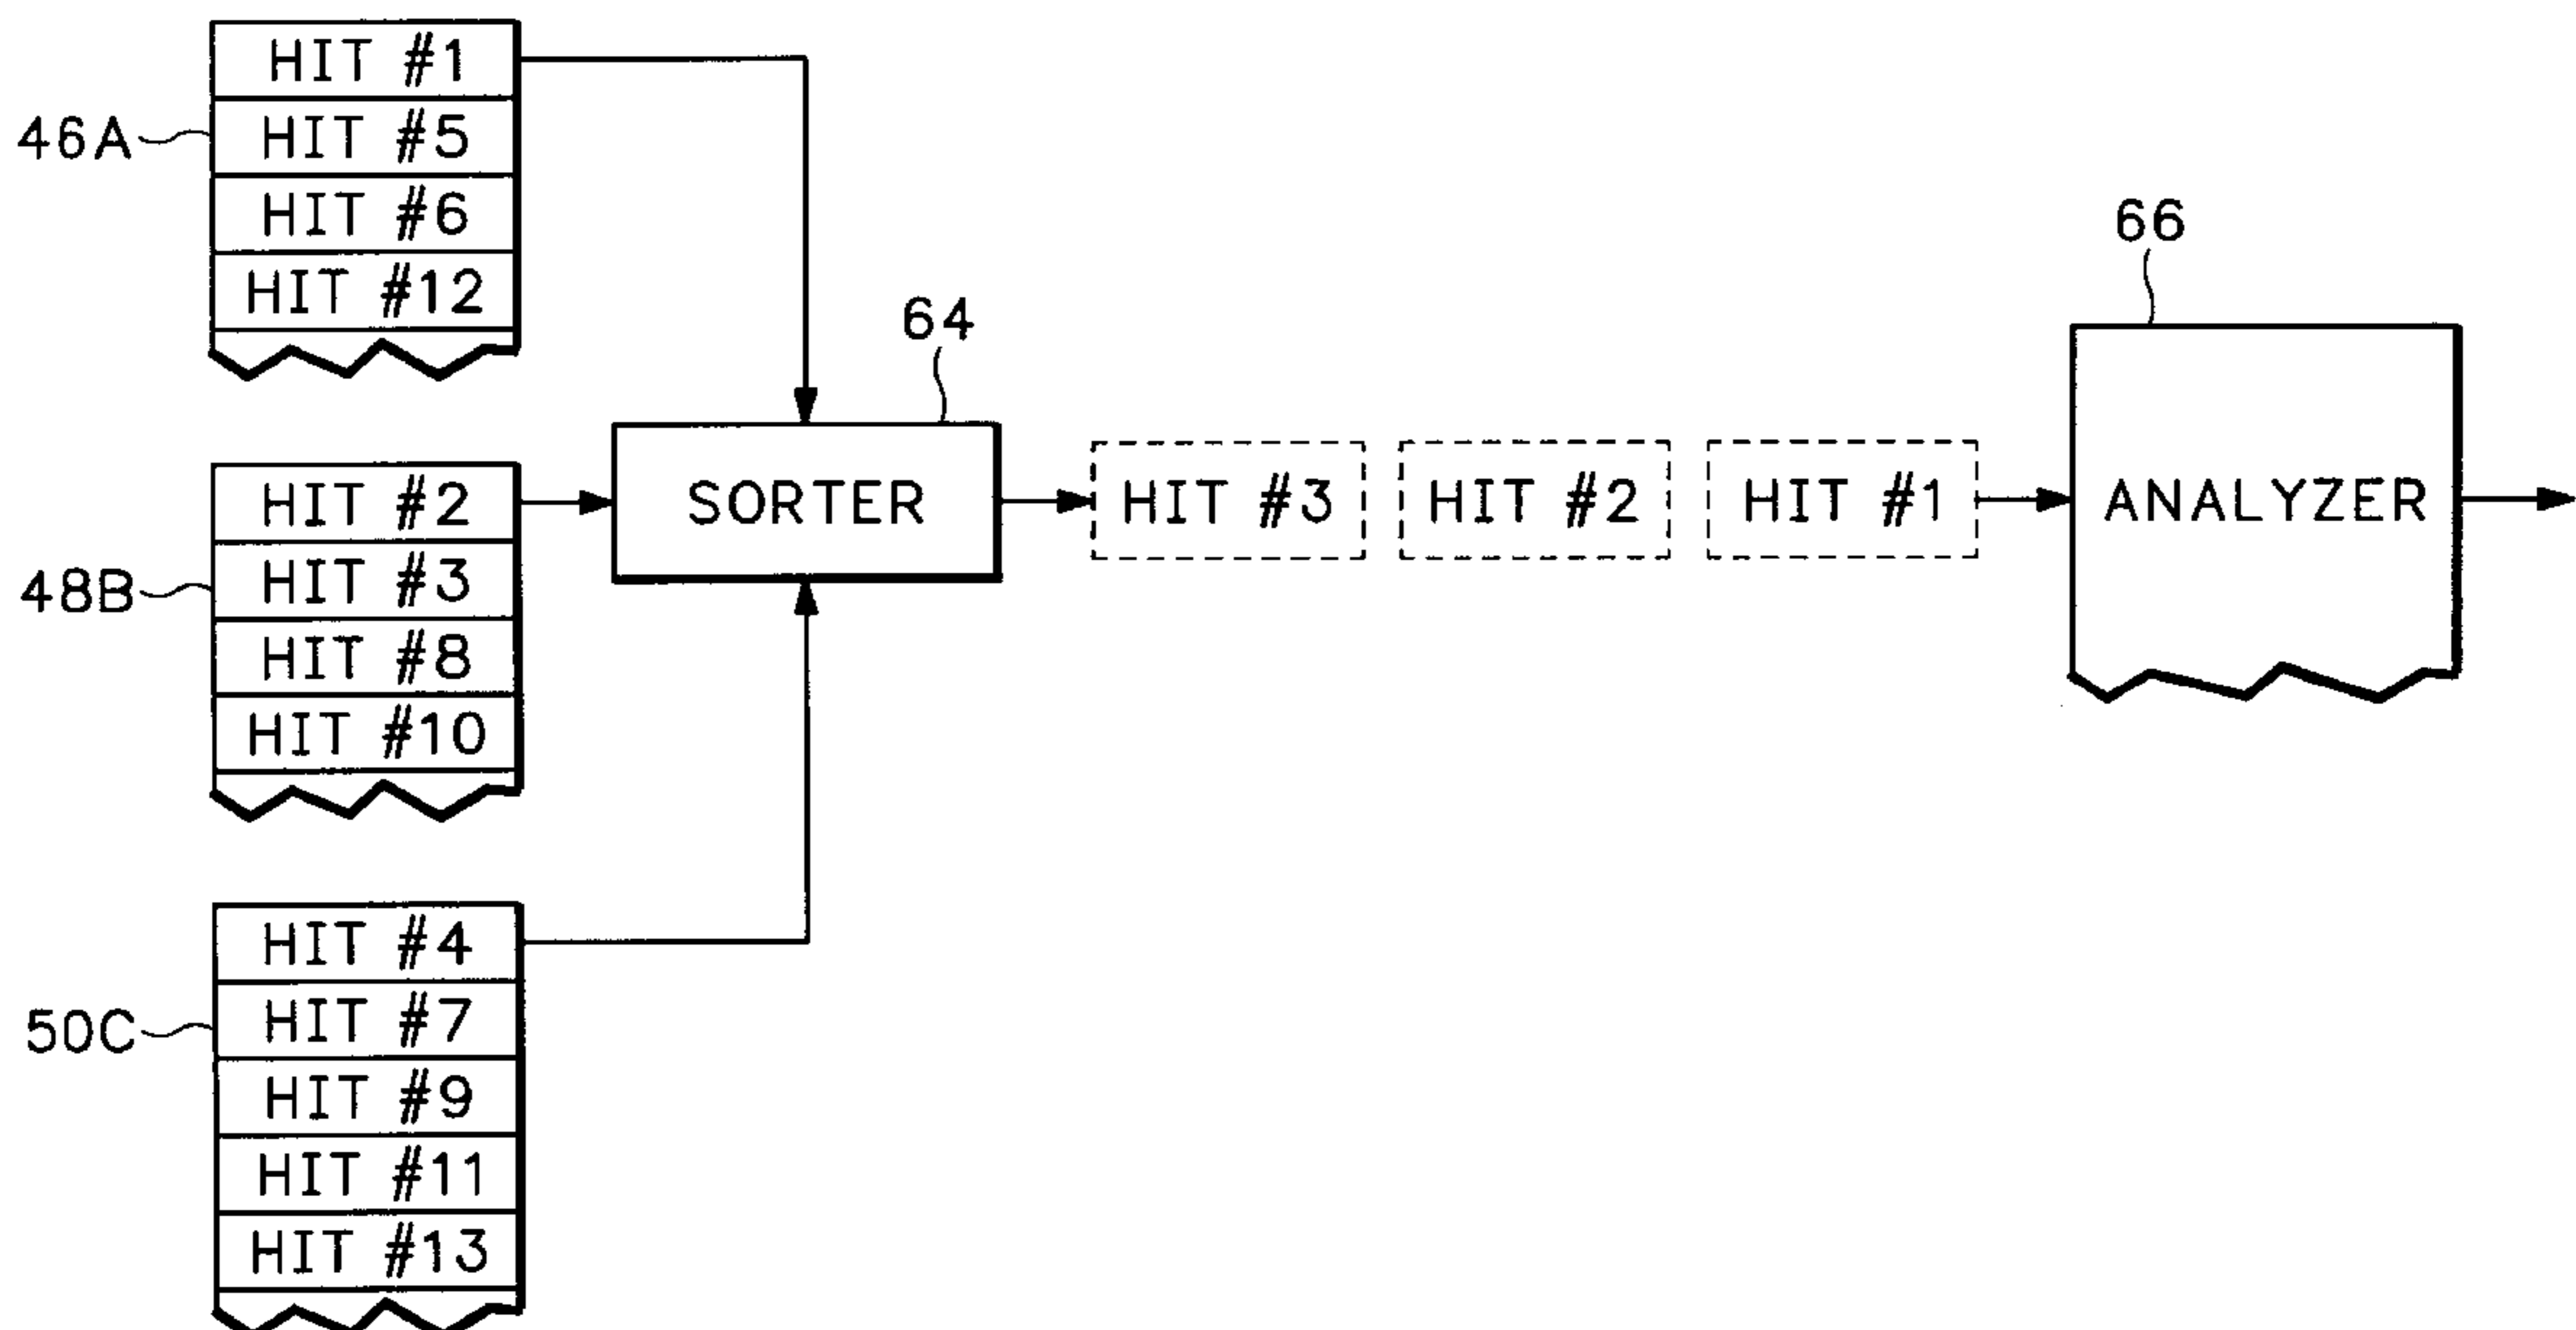 HIT #1
46A
HIT #5
HIT #6
HIT #12
66
64
HIT #2
SORTER
HIT #3
HIT #2
HIT #1
ANALYZER
48B
HIT #3
HIT #8
HIT #10
HIT #4
50C
HIT #7
HIT #9
HIT #11
HIT #13